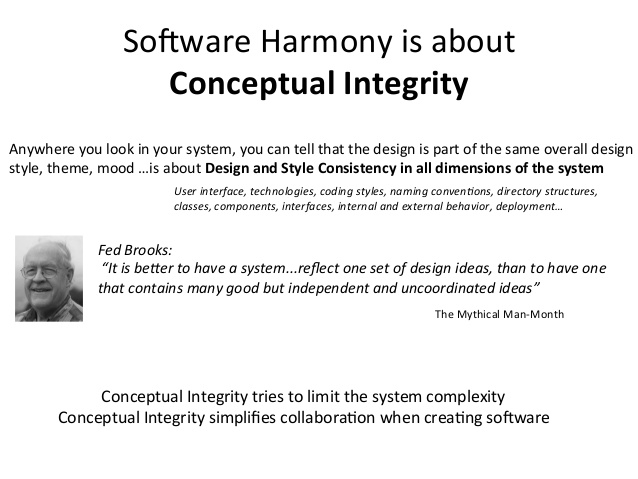 Software Harmony is about
Conceptual Integrity
Anywhere you look in your system, you can tell that the design is part of the same overall design
style, theme, mood …is about Design and Style Consistency in all dimensions of the system
User interface, technologies, coding styles, naming conventions, directory structures,
classes, components, interfaces, internal and external behavior, deployment…
Fed Brooks:
“It is better to have a system...reflect one set of design ideas, than to have one
that contains many good but independent and uncoordinated ideas”
The Mythical Man-Month
Conceptual Integrity tries to limit the system complexity
Conceptual Integrity simplifies collaboration when creating software